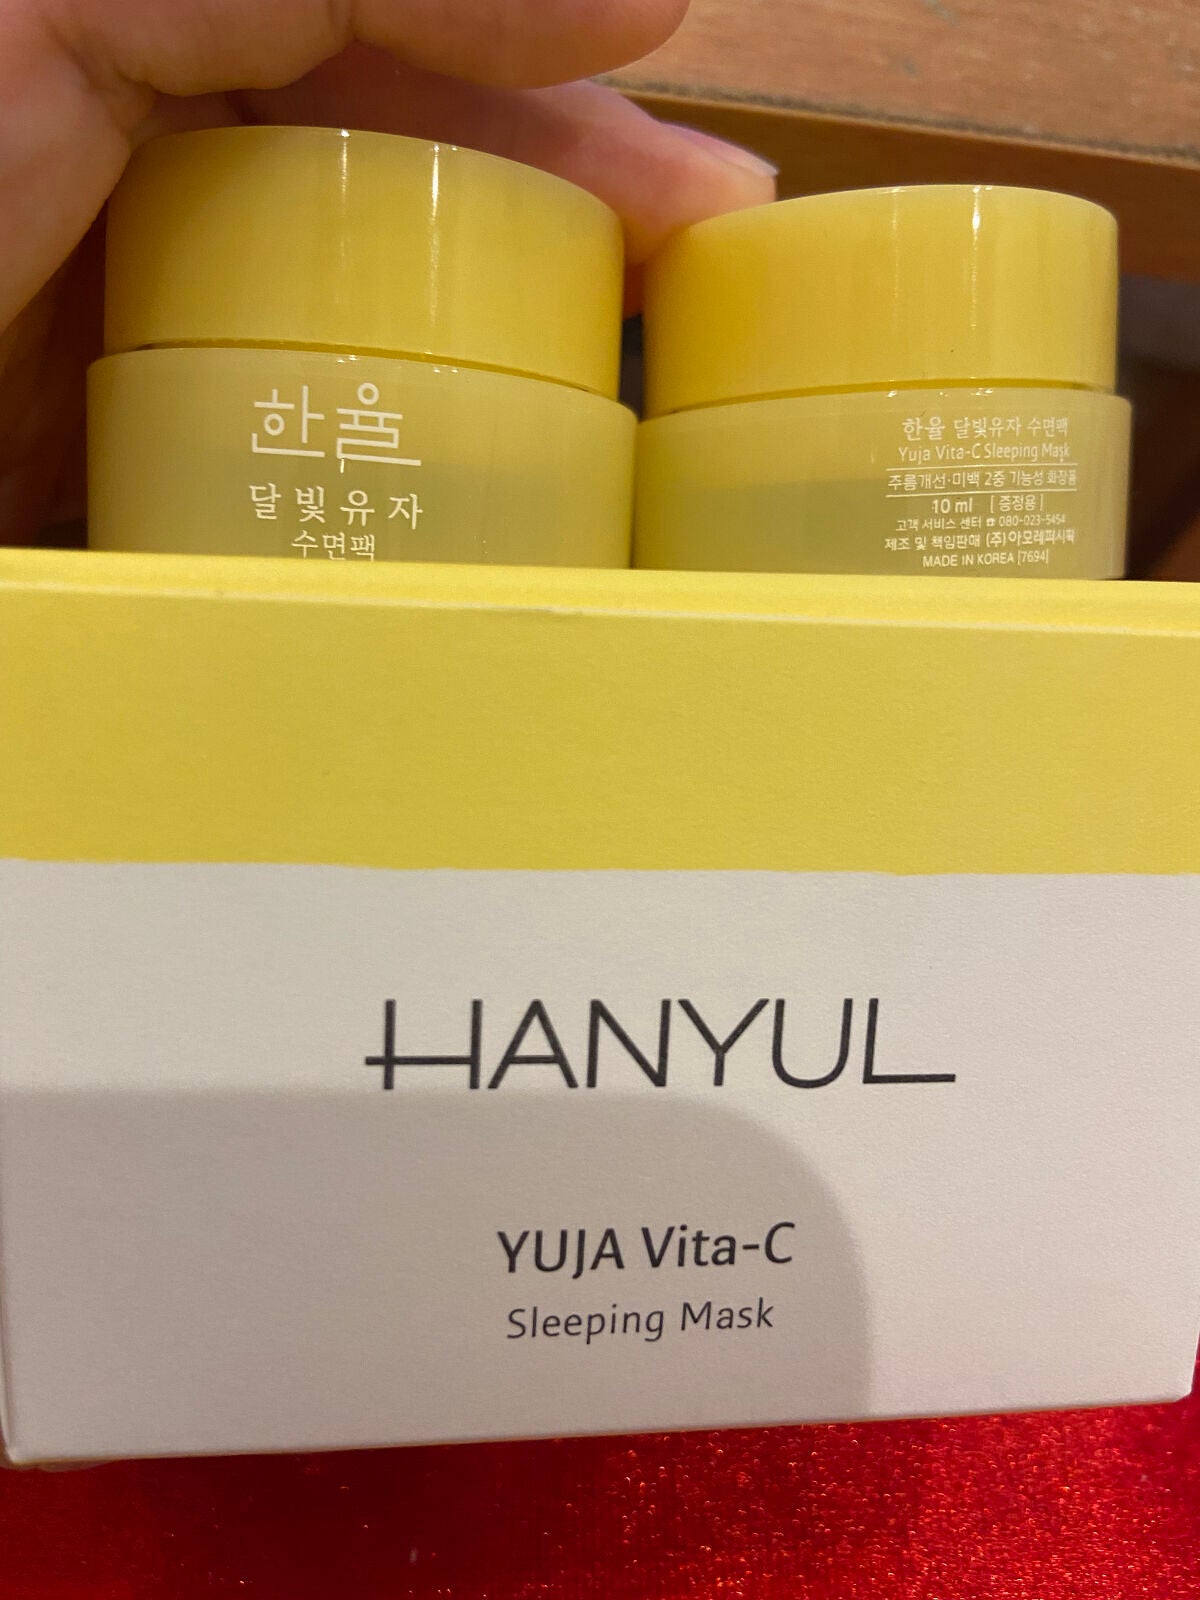 한율
달빛유자
수면팩
한율 달빛유자 수면팩
Yuja Vita-C Sleeping Mask
주름개선·미백 2중 기능성 화장품
10 ml [증정용]
고객 서비스 센터 ☎ 080-023-5454
제조 및 책임판매 (주)아모레퍼시픽
MADE IN KOREA [7694]
HANYUL
YUJA Vita-C
Sleeping Mask